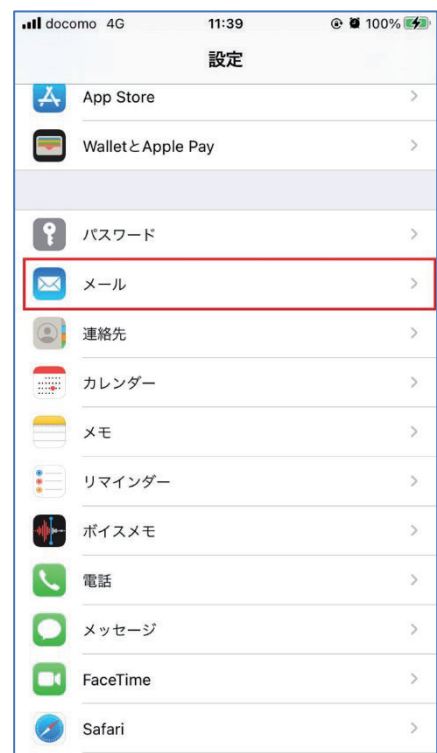 docomo 4G 11:39 100%
設定
App Store
WalletとApple Pay
パスワード
メール
連絡先
カレンダー
メモ
リマインダー
ボイスメモ
電話
メッセージ
FaceTime
Safari